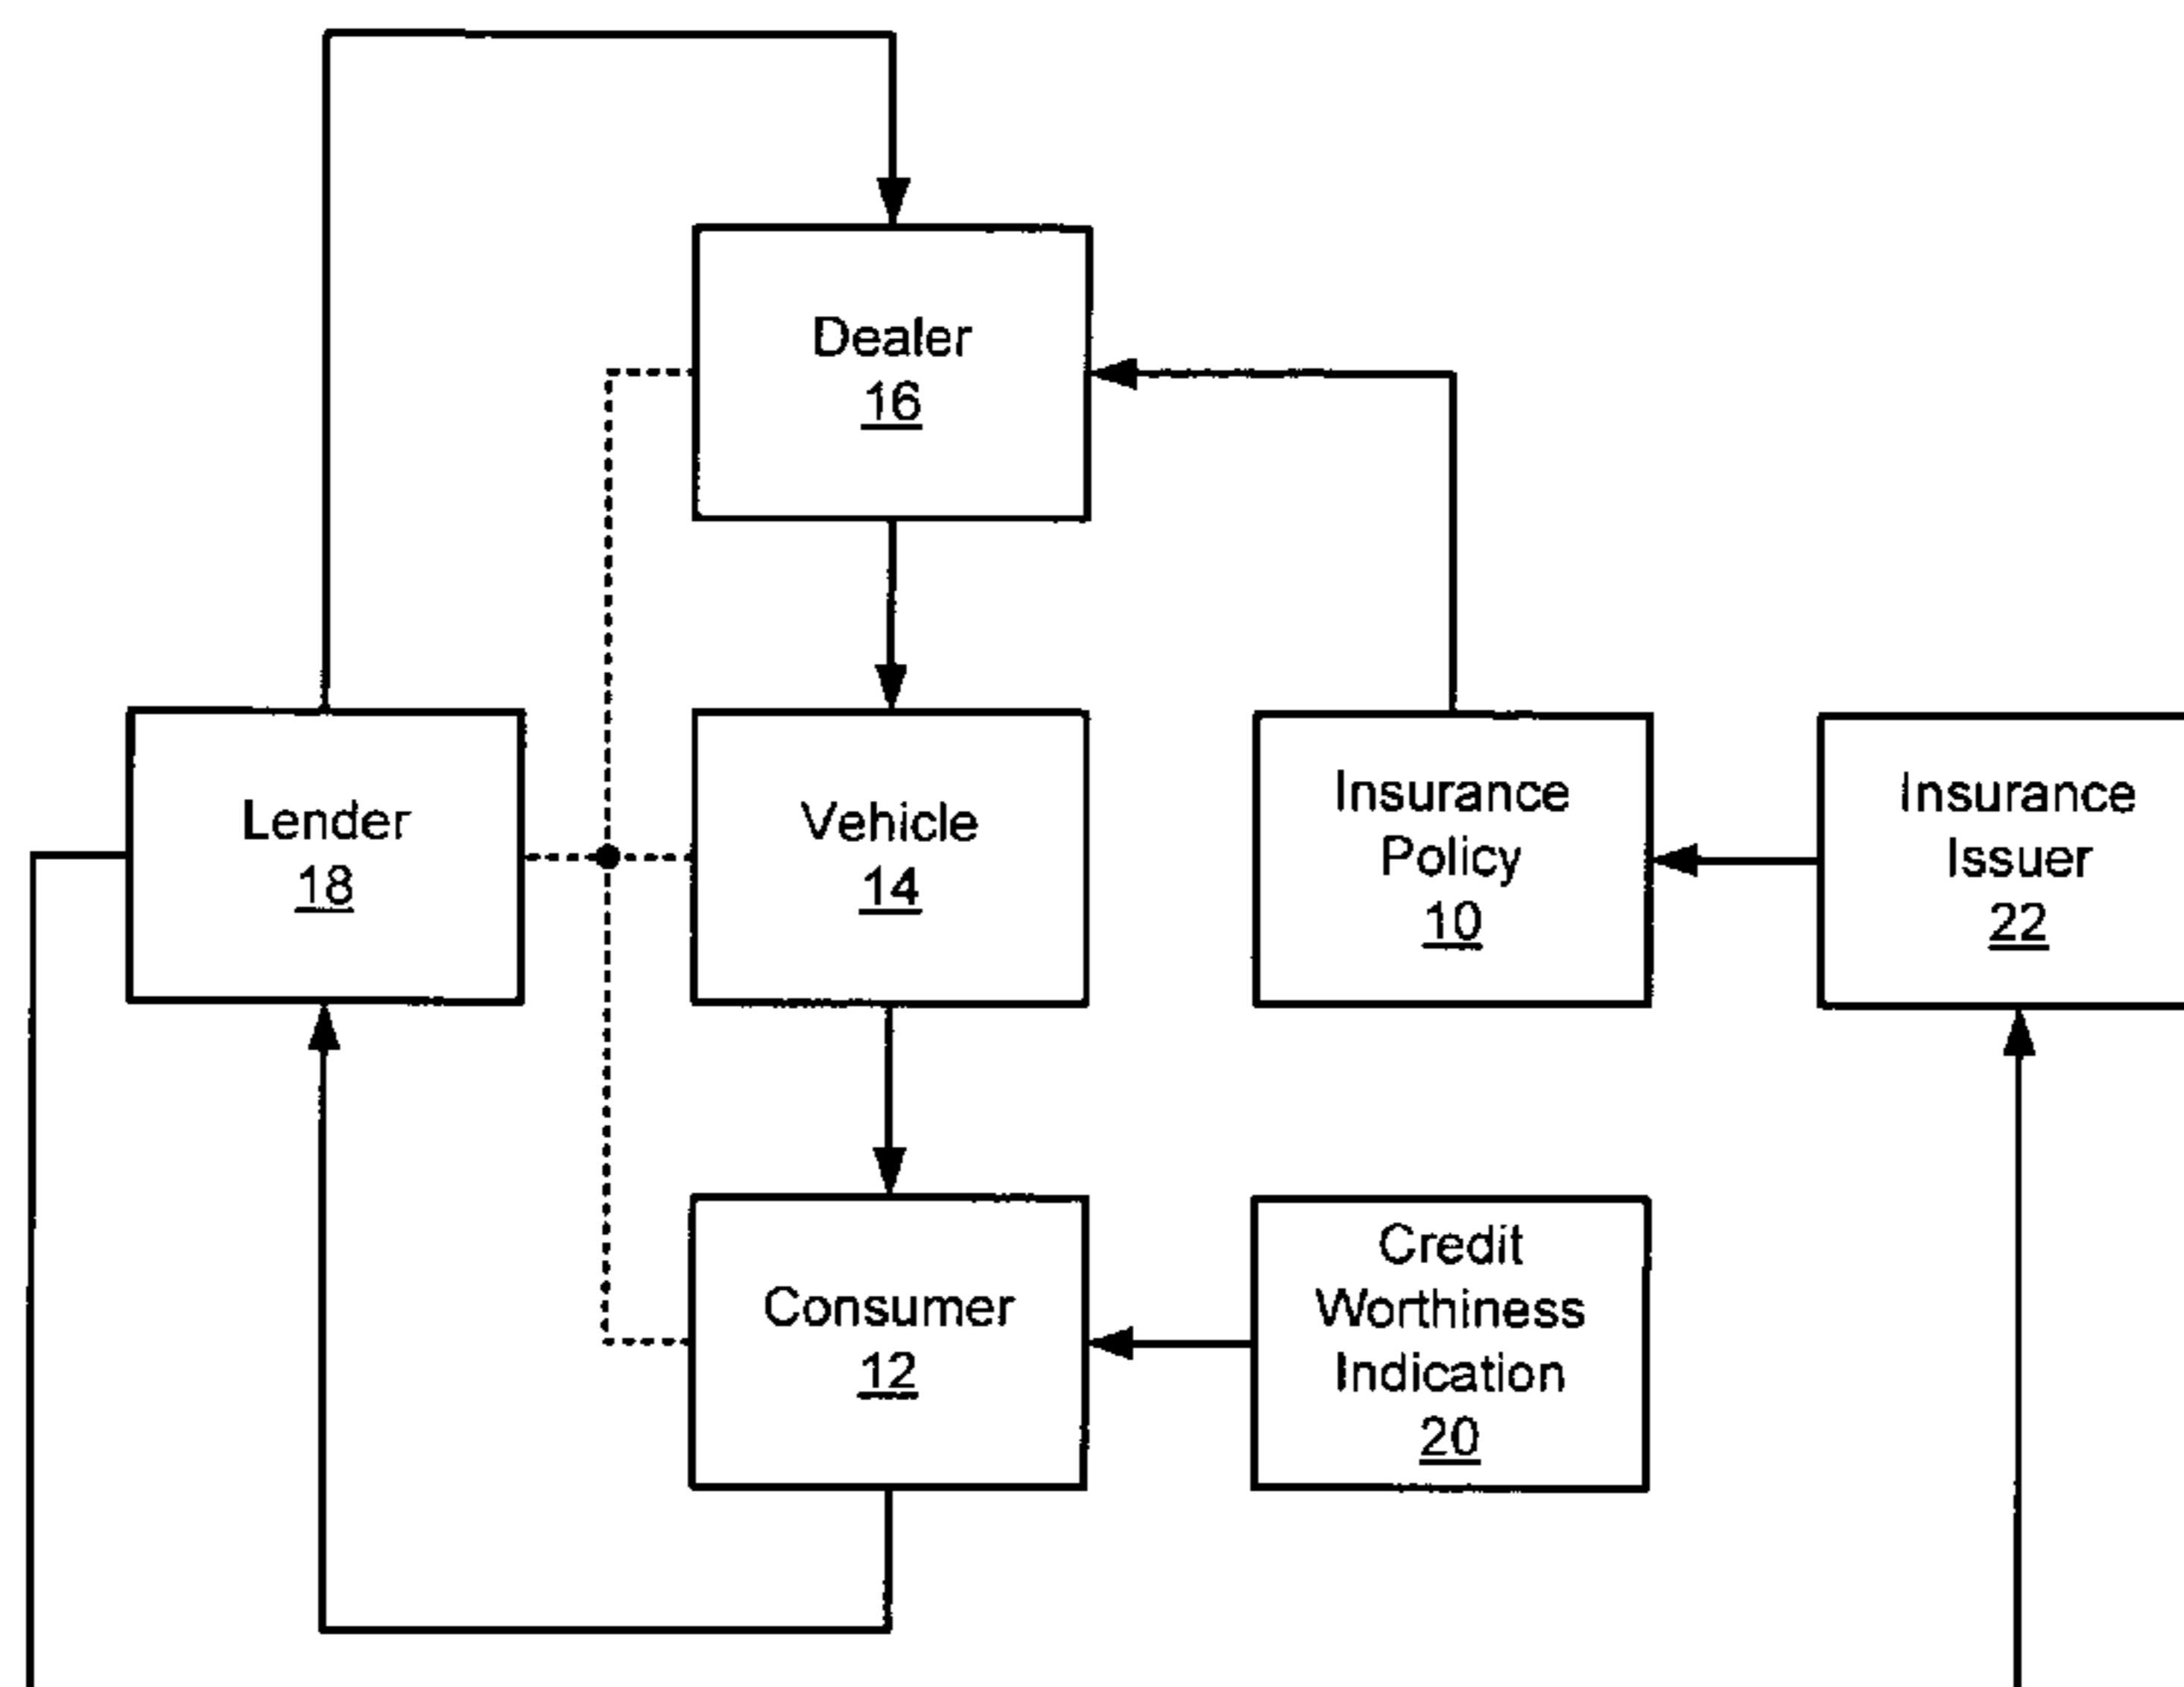 Dealer
16
Lender
18
Vehicle
14
Insurance
Policy
10
Insurance
Issuer
22
Consumer
12
Credit
Worthiness
Indication
20